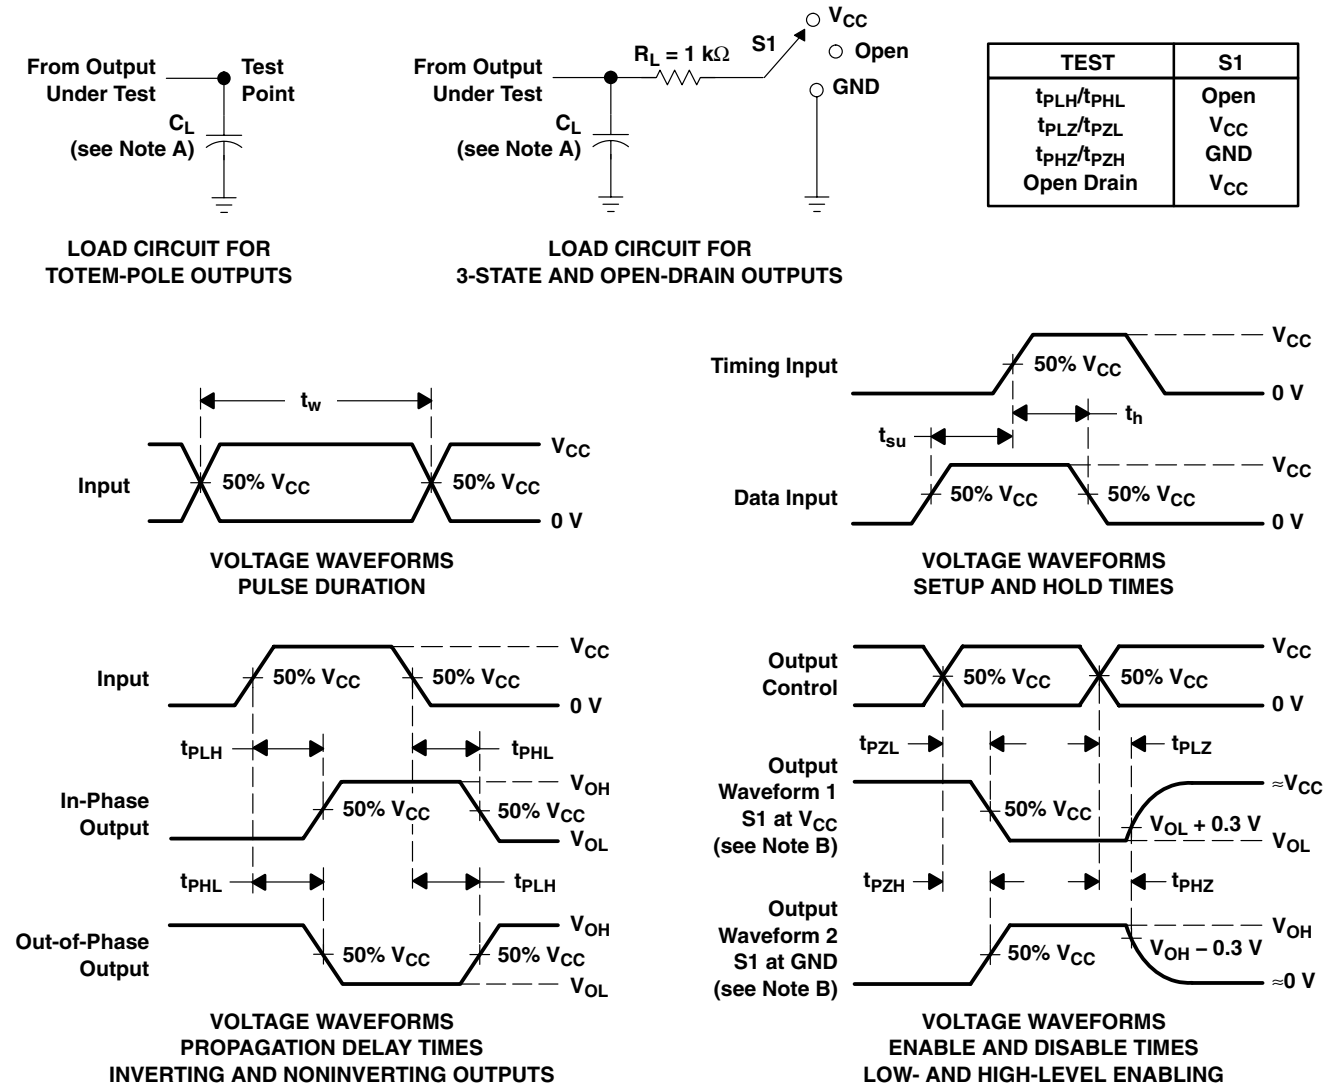 From Output
Under Test
Test
Point
CL
(see Note A)
LOAD CIRCUIT FOR
TOTEM-POLE OUTPUTS
From Output
Under Test
RL = 1 kΩ
S1
VCC
Open
GND
CL
(see Note A)
LOAD CIRCUIT FOR
3-STATE AND OPEN-DRAIN OUTPUTS
TEST S1
tPLH/tPHL Open
tPLZ/tPZL VCC
tPHZ/tPZH GND
Open Drain VCC
tw
Input
50% VCC
50% VCC
VCC
0 V
VOLTAGE WAVEFORMS
PULSE DURATION
Timing Input
50% VCC
VCC
0 V
th
tsu
Data Input
50% VCC
50% VCC
VCC
0 V
VOLTAGE WAVEFORMS
SETUP AND HOLD TIMES
Input
50% VCC
50% VCC
VCC
0 V
tPLH
tPHL
In-Phase
Output
50% VCC
50% VCC
VOH
VOL
tPHL
tPLH
Out-of-Phase
Output
50% VCC
50% VCC
VOH
VOL
VOLTAGE WAVEFORMS
PROPAGATION DELAY TIMES
INVERTING AND NONINVERTING OUTPUTS
Output
Control
50% VCC
50% VCC
VCC
0 V
tPZL
tPLZ
Output
Waveform 1
S1 at VCC
(see Note B)
50% VCC
VOL + 0.3 V
≈VCC
VOL
tPZH
tPHZ
Output
Waveform 2
S1 at GND
(see Note B)
50% VCC
VOH − 0.3 V
VOH
≈0 V
VOLTAGE WAVEFORMS
ENABLE AND DISABLE TIMES
LOW- AND HIGH-LEVEL ENABLING